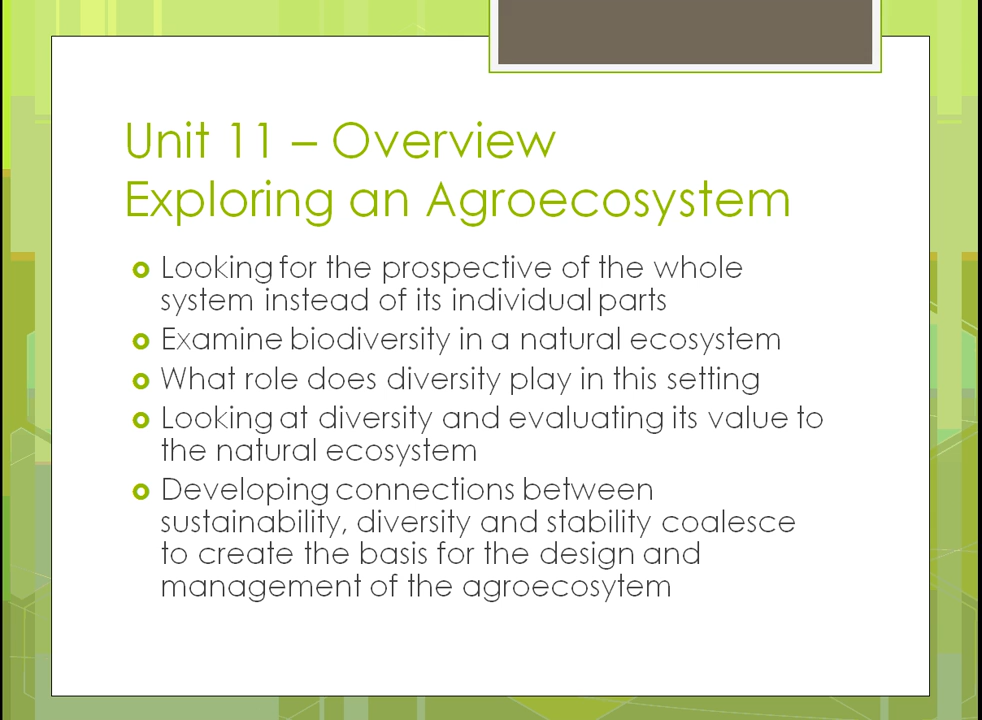 Unit 11 – Overview
Exploring an Agroecosystem
Looking for the prospective of the whole
system instead of its individual parts
Examine biodiversity in a natural ecosystem
What role does diversity play in this setting
Looking at diversity and evaluating its value to
the natural ecosystem
Developing connections between
sustainability, diversity and stability coalesce
to create the basis for the design and
management of the agroecosytem